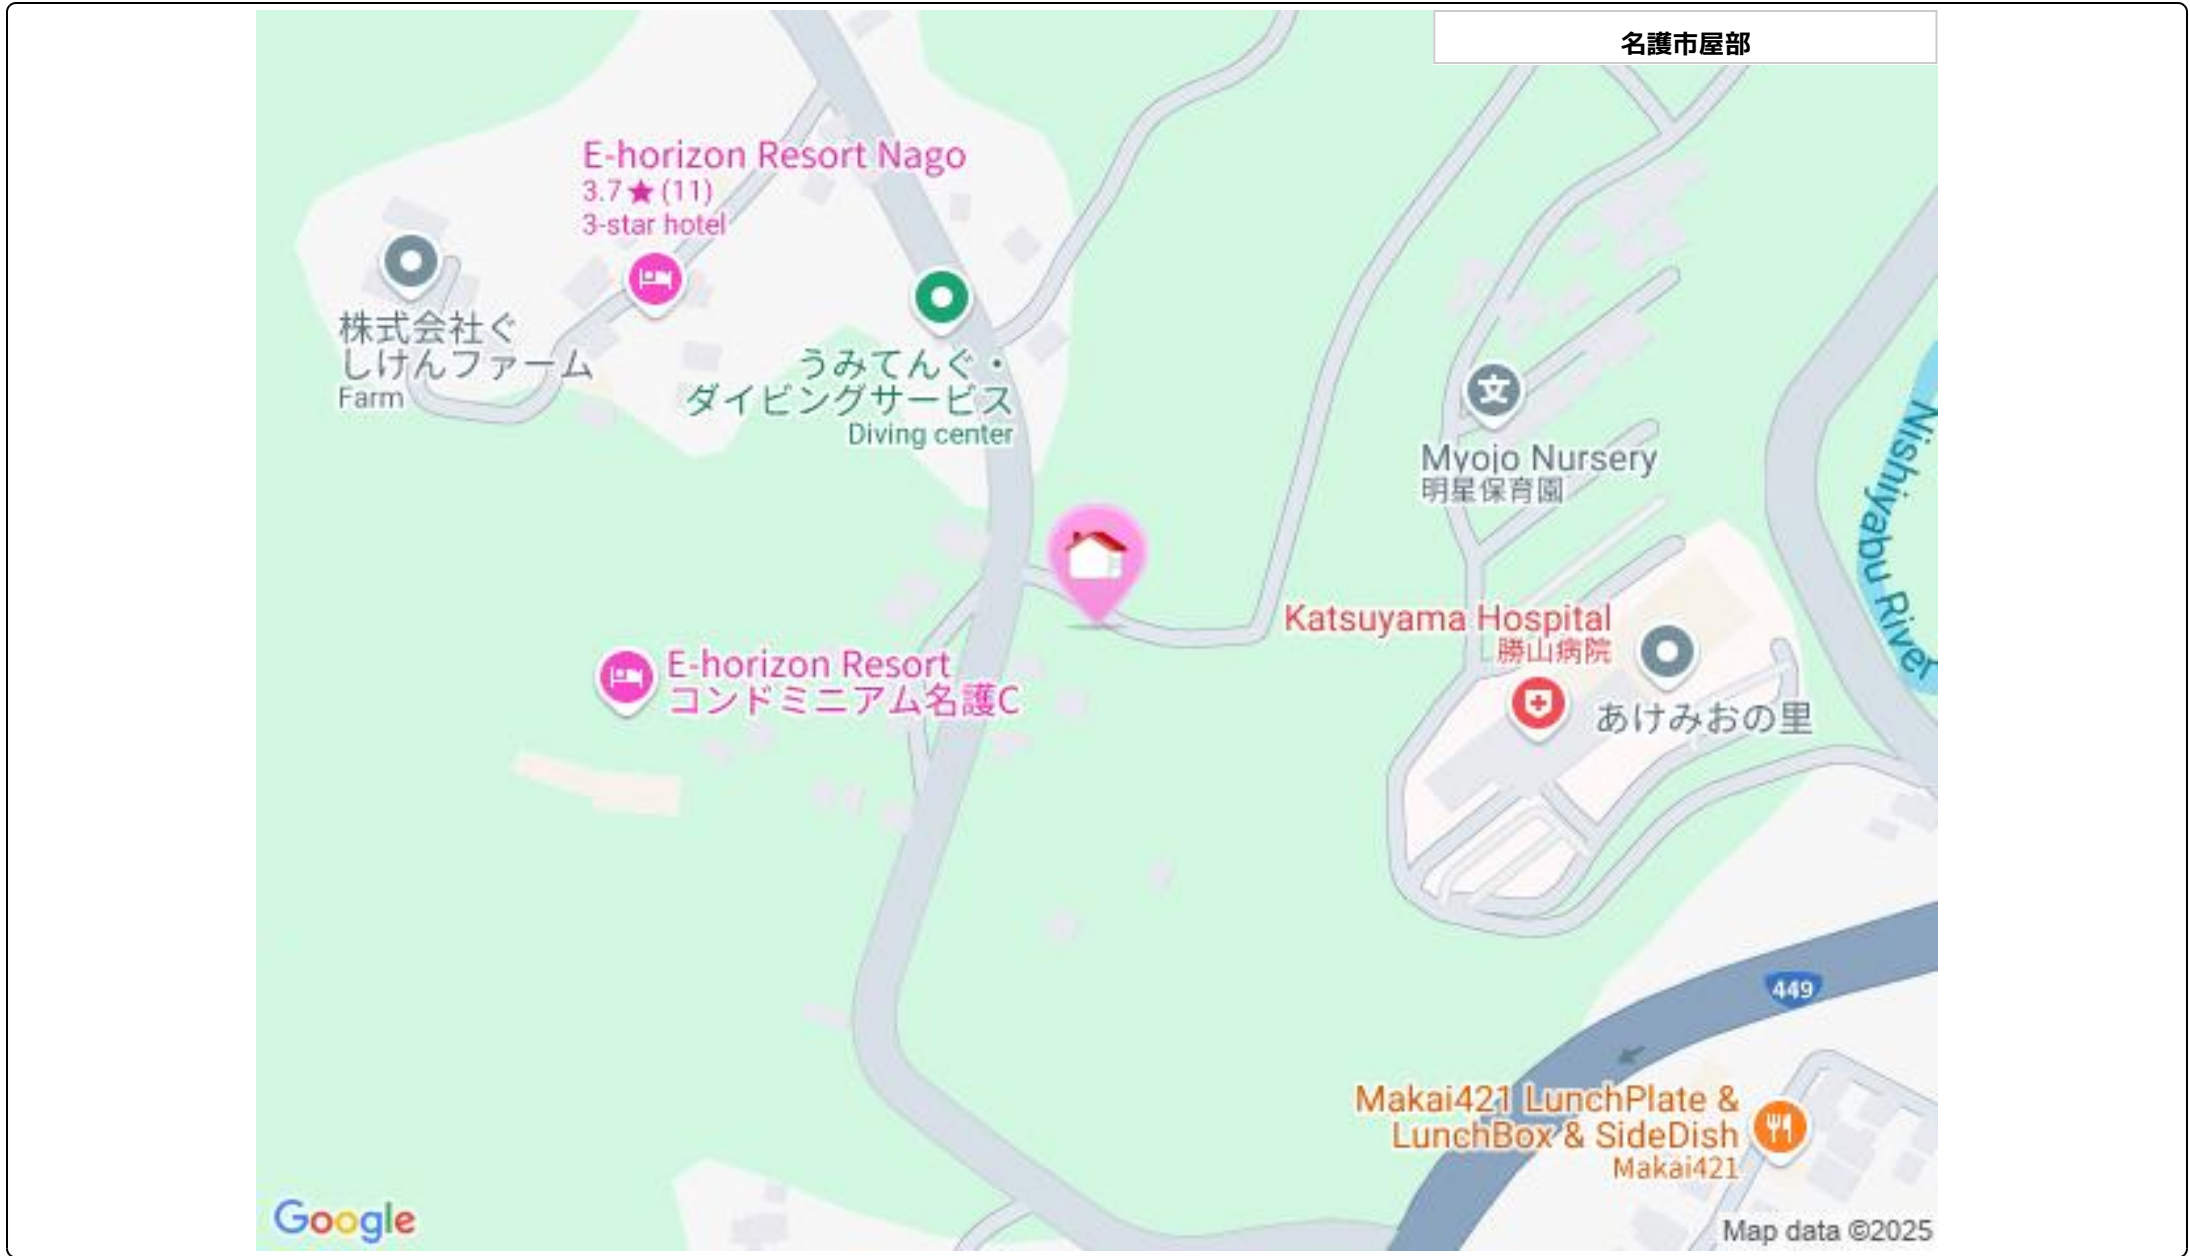 名護市屋部
E-horizon Resort Nago
3.7★(11)
3-star hotel
株式会社ぐ
しけんファーム
Farm
うみてんぐ・
ダイビングサービス
Diving center
Myojo Nursery
明星保育園
Nishiyabu River
Katsuyama Hospital
勝山病院
あけみおの里
E-horizon Resort
コンドミニアム名護C
449
Makai421 LunchPlate &
LunchBox & SideDish
Makai421
Google
Map data ©2025